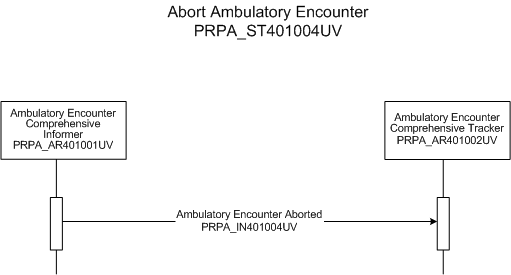 Abort Ambulatory Encounter
PRPA_ST401004UV
Ambulatory Encounter
Comprehensive
Informer
PRPA_AR401001UV
Ambulatory Encounter
Comprehensive Tracker
PRPA_AR401002UV
Ambulatory Encounter Aborted
PRPA_IN401004UV